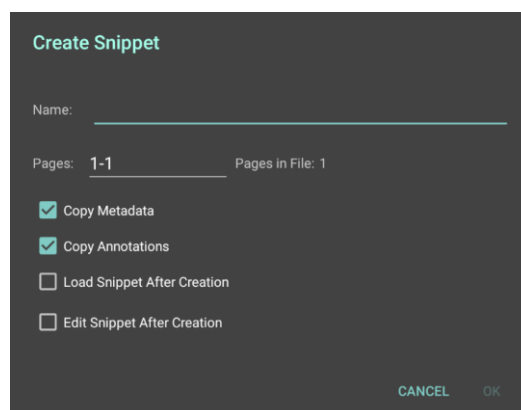 Create Snippet
Name:
Pages: 1-1 Pages in File: 1
Copy Metadata
Copy Annotations
Load Snippet After Creation
Edit Snippet After Creation
CANCEL OK